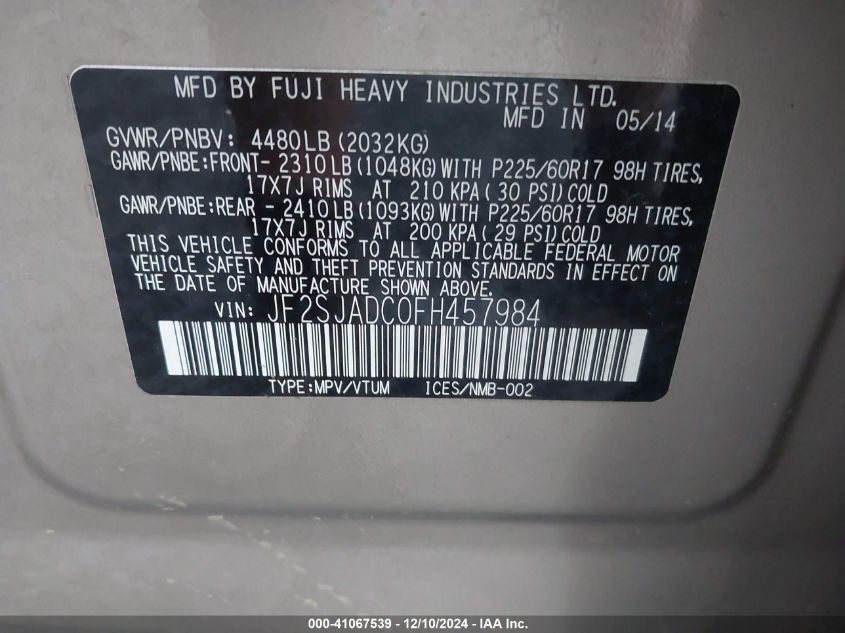 MFD BY FUJI HEAVY INDUSTRIES LTD.
MFD IN 05/14
GVWR/PNBV: 4480LB(2032KG)
GAWR/PNBE:FRONT- 2310LB(1048KG)WITH P225/60R17 98H TIRES,
17X7J RIMS AT 210 KPA( 30 PSI)COLD
GAWR/PNBE:REAR - 2410LB(1093KG)WITH P225/60R17 98H TIRES,
17X7J RIMS AT 200 KPA( 29 PSI)COLD
THIS VEHICLE CONFORMS TO ALL APPLICABLE FEDERAL MOTOR
VEHICLE SAFETY AND THEFT PREVENTION STANDARDS IN EFFECT ON
THE DATE OF MANUFACTURE SHOWN ABOVE.
VIN: JF2SJADC0FH457984
TYPE:MPV/VTUM ICES/NMB-002
000-41067539 - 12/10/2024 - IAA Inc.